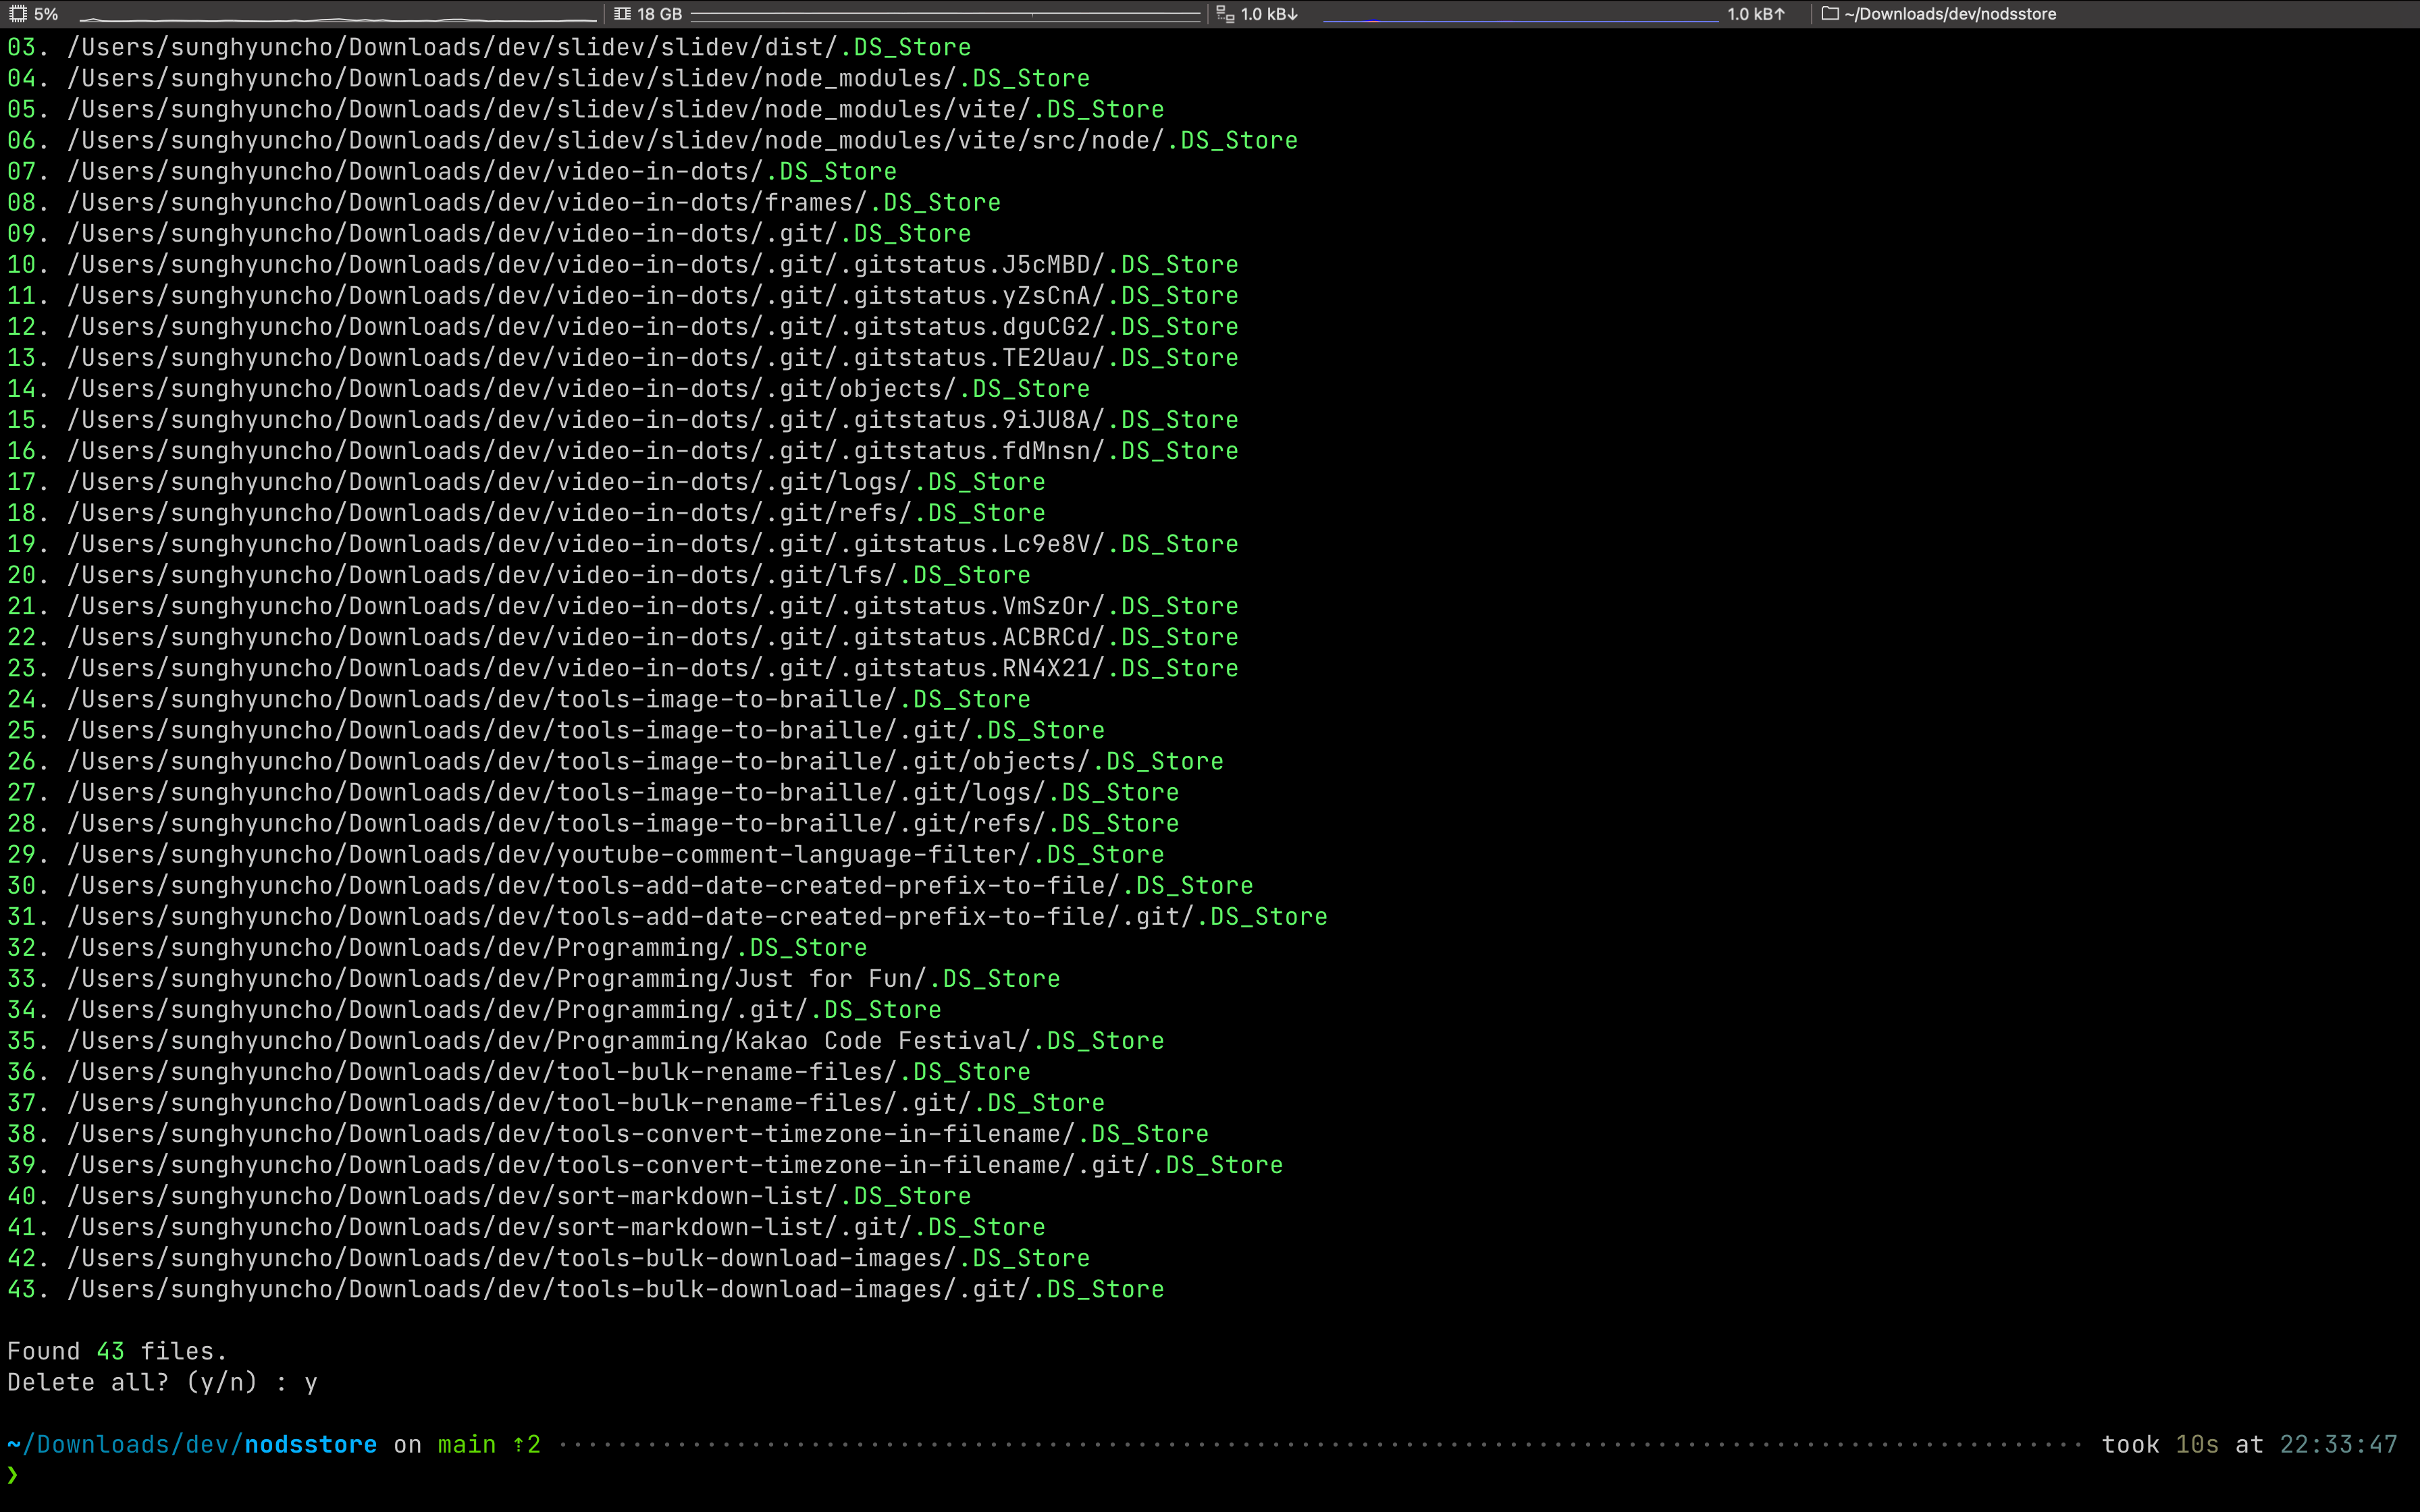 5% 18 GB 1.0 kB↓ 1.0 kB↑ ~/Downloads/dev/nodsstore
03. /Users/sunghyuncho/Downloads/dev/slidev/slidev/dist/.DS_Store
04. /Users/sunghyuncho/Downloads/dev/slidev/slidev/node_modules/.DS_Store
05. /Users/sunghyuncho/Downloads/dev/slidev/slidev/node_modules/vite/.DS_Store
06. /Users/sunghyuncho/Downloads/dev/slidev/slidev/node_modules/vite/src/node/.DS_Store
07. /Users/sunghyuncho/Downloads/dev/video-in-dots/.DS_Store
08. /Users/sunghyuncho/Downloads/dev/video-in-dots/frames/.DS_Store
09. /Users/sunghyuncho/Downloads/dev/video-in-dots/.git/.DS_Store
10. /Users/sunghyuncho/Downloads/dev/video-in-dots/.git/.gitstatus.J5cMBD/.DS_Store
11. /Users/sunghyuncho/Downloads/dev/video-in-dots/.git/.gitstatus.yZsCnA/.DS_Store
12. /Users/sunghyuncho/Downloads/dev/video-in-dots/.git/.gitstatus.dguCG2/.DS_Store
13. /Users/sunghyuncho/Downloads/dev/video-in-dots/.git/.gitstatus.TE2Uau/.DS_Store
14. /Users/sunghyuncho/Downloads/dev/video-in-dots/.git/objects/.DS_Store
15. /Users/sunghyuncho/Downloads/dev/video-in-dots/.git/.gitstatus.9iJU8A/.DS_Store
16. /Users/sunghyuncho/Downloads/dev/video-in-dots/.git/.gitstatus.fdMnsn/.DS_Store
17. /Users/sunghyuncho/Downloads/dev/video-in-dots/.git/logs/.DS_Store
18. /Users/sunghyuncho/Downloads/dev/video-in-dots/.git/refs/.DS_Store
19. /Users/sunghyuncho/Downloads/dev/video-in-dots/.git/.gitstatus.Lc9e8V/.DS_Store
20. /Users/sunghyuncho/Downloads/dev/video-in-dots/.git/lfs/.DS_Store
21. /Users/sunghyuncho/Downloads/dev/video-in-dots/.git/.gitstatus.VmSzOr/.DS_Store
22. /Users/sunghyuncho/Downloads/dev/video-in-dots/.git/.gitstatus.ACBRCd/.DS_Store
23. /Users/sunghyuncho/Downloads/dev/video-in-dots/.git/.gitstatus.RN4X21/.DS_Store
24. /Users/sunghyuncho/Downloads/dev/tools-image-to-braille/.DS_Store
25. /Users/sunghyuncho/Downloads/dev/tools-image-to-braille/.git/.DS_Store
26. /Users/sunghyuncho/Downloads/dev/tools-image-to-braille/.git/objects/.DS_Store
27. /Users/sunghyuncho/Downloads/dev/tools-image-to-braille/.git/logs/.DS_Store
28. /Users/sunghyuncho/Downloads/dev/tools-image-to-braille/.git/refs/.DS_Store
29. /Users/sunghyuncho/Downloads/dev/youtube-comment-language-filter/.DS_Store
30. /Users/sunghyuncho/Downloads/dev/tools-add-date-created-prefix-to-file/.DS_Store
31. /Users/sunghyuncho/Downloads/dev/tools-add-date-created-prefix-to-file/.git/.DS_Store
32. /Users/sunghyuncho/Downloads/dev/Programming/.DS_Store
33. /Users/sunghyuncho/Downloads/dev/Programming/Just for Fun/.DS_Store
34. /Users/sunghyuncho/Downloads/dev/Programming/.git/.DS_Store
35. /Users/sunghyuncho/Downloads/dev/Programming/Kakao Code Festival/.DS_Store
36. /Users/sunghyuncho/Downloads/dev/tool-bulk-rename-files/.DS_Store
37. /Users/sunghyuncho/Downloads/dev/tool-bulk-rename-files/.git/.DS_Store
38. /Users/sunghyuncho/Downloads/dev/tools-convert-timezone-in-filename/.DS_Store
39. /Users/sunghyuncho/Downloads/dev/tools-convert-timezone-in-filename/.git/.DS_Store
40. /Users/sunghyuncho/Downloads/dev/sort-markdown-list/.DS_Store
41. /Users/sunghyuncho/Downloads/dev/sort-markdown-list/.git/.DS_Store
42. /Users/sunghyuncho/Downloads/dev/tools-bulk-download-images/.DS_Store
43. /Users/sunghyuncho/Downloads/dev/tools-bulk-download-images/.git/.DS_Store
Found 43 files.
Delete all? (y/n) : y
~/Downloads/dev/nodsstore on main ⇡2 took 10s at 22:33:47
❯